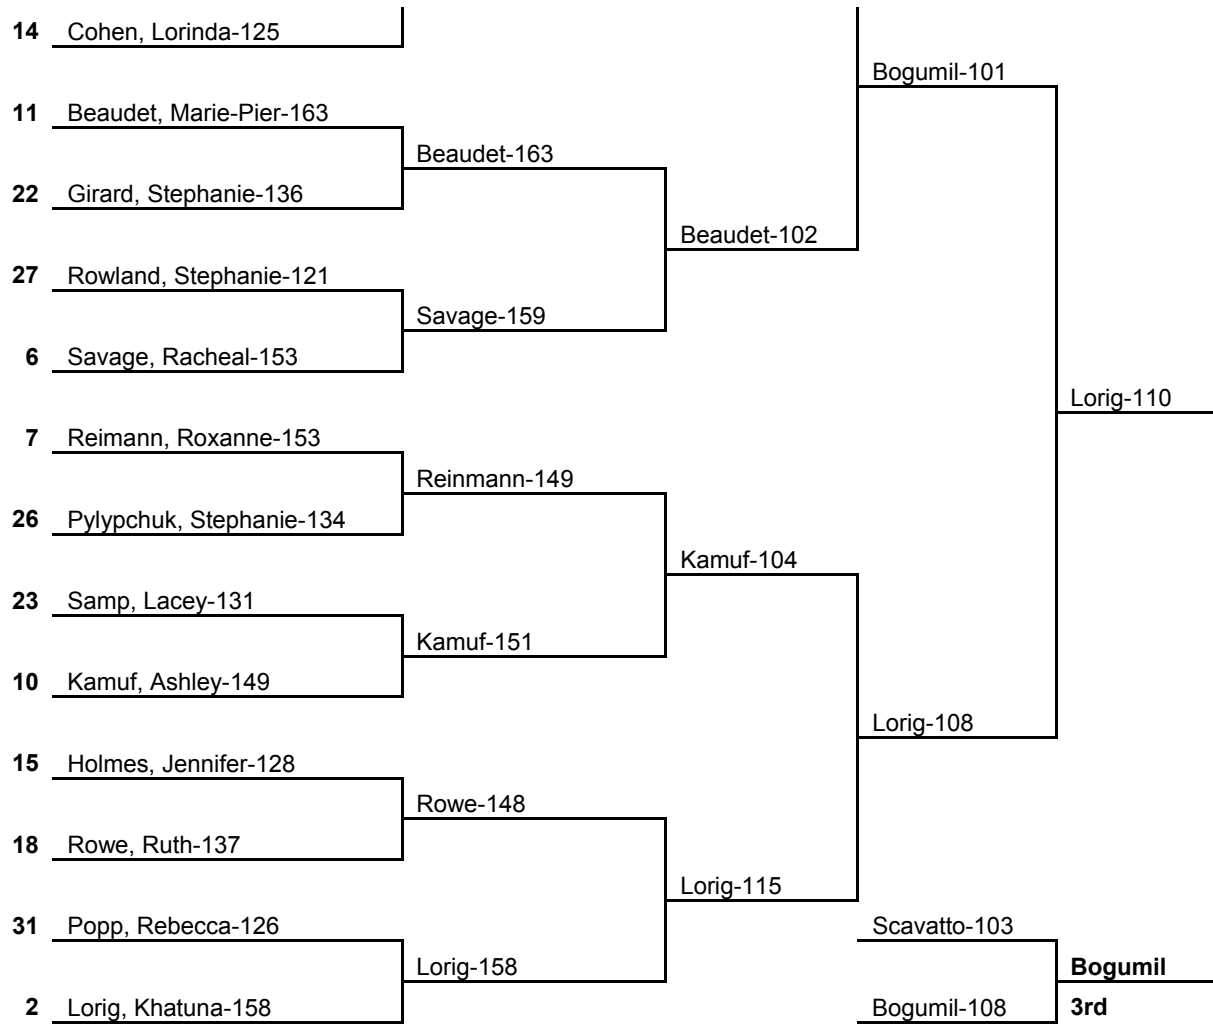 14 Cohen, Lorinda-125
Bogumil-101
11 Beaudet, Marie-Pier-163
Beaudet-163
22 Girard, Stephanie-136
Beaudet-102
27 Rowland, Stephanie-121
Savage-159
6 Savage, Racheal-153
Lorig-110
7 Reimann, Roxanne-153
Reinmann-149
26 Pylypchuk, Stephanie-134
Kamuf-104
23 Samp, Lacey-131
Kamuf-151
10 Kamuf, Ashley-149
Lorig-108
15 Holmes, Jennifer-128
Rowe-148
18 Rowe, Ruth-137
Lorig-115
31 Popp, Rebecca-126
Scavatto-103
Lorig-158
Bogumil
2 Lorig, Khatuna-158
Bogumil-108
3rd